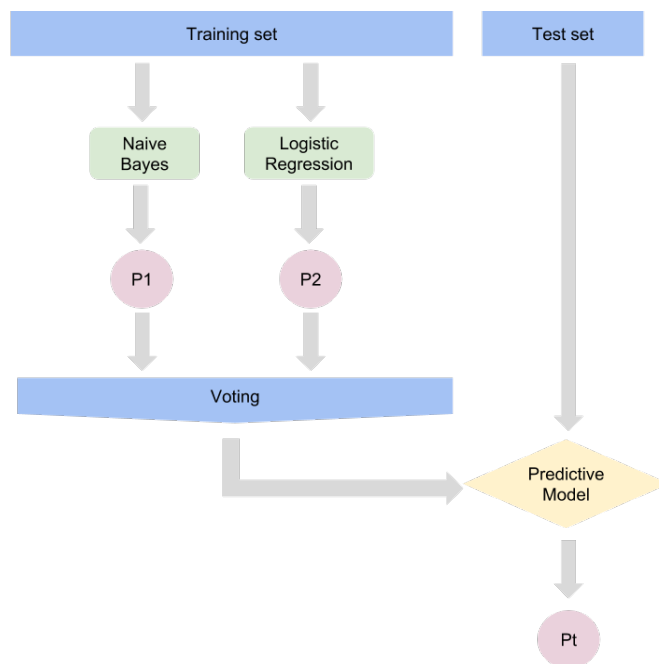 Training set
Test set
Naive
Bayes
Logistic
Regression
P1
P2
Voting
Predictive
Model
Pt